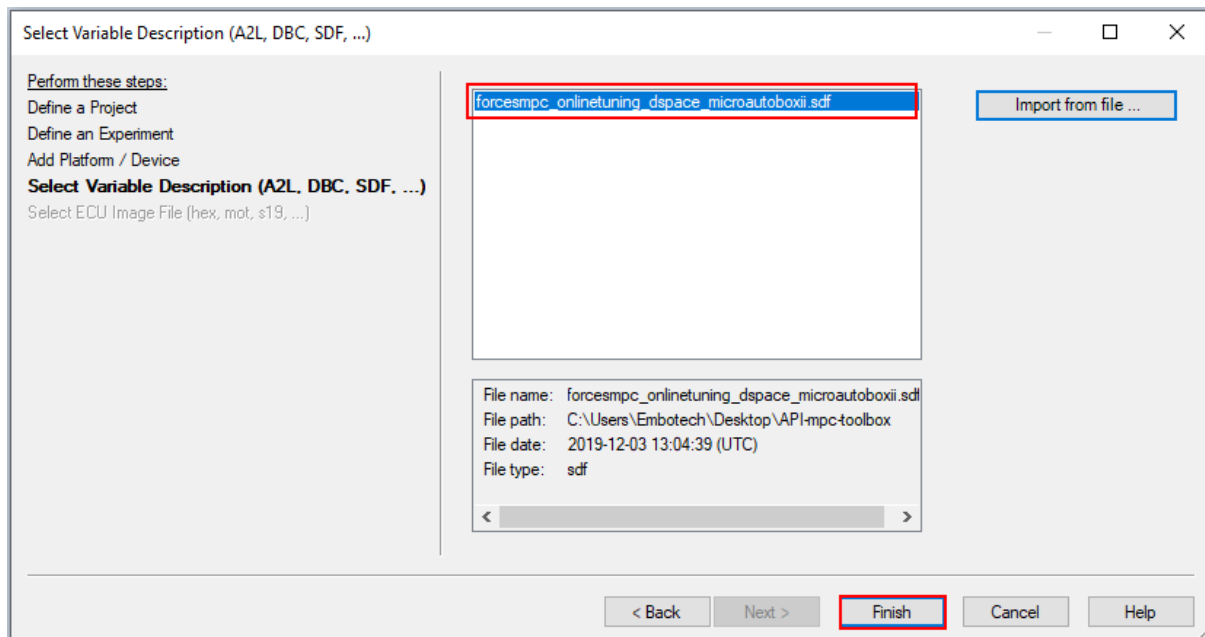 Select Variable Description (A2L, DBC, SDF, ...)
Perform these steps:
Define a Project
Define an Experiment
Add Platform / Device
Select Variable Description (A2L, DBC, SDF, ...)
Select ECU Image File (hex, mot, s19, ...)
forcesmpc_onlinetuning_dspace_microautoboxii.sdf
Import from file ...
File name: forcesmpc_onlinetuning_dspace_microautoboxii.sdf
File path: C:\Users\Embotech\Desktop\API-mpc-toolbox
File date: 2019-12-03 13:04:39 (UTC)
File type: sdf
< Back Next > Finish Cancel Help